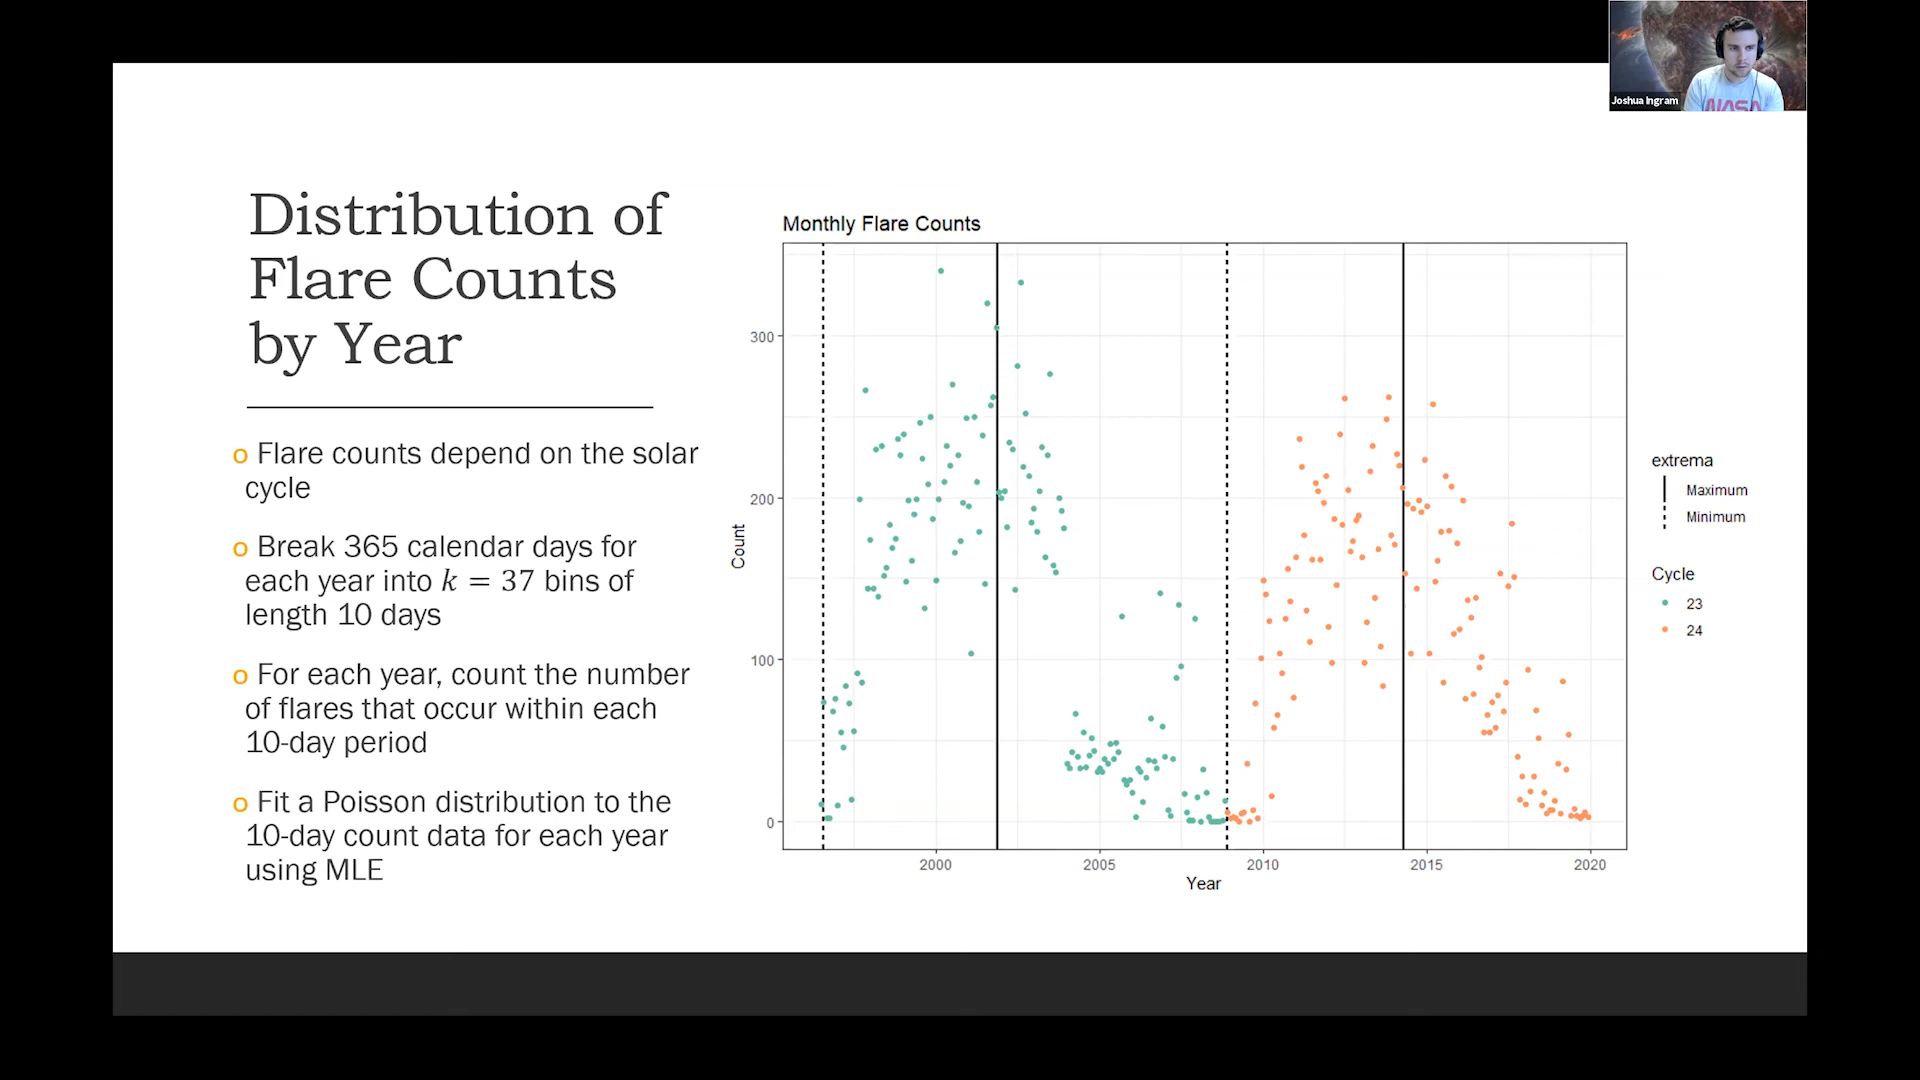 Joshua Ingram
NASA
Distribution of
Flare Counts
by Year
o Flare counts depend on the solar
cycle
o Break 365 calendar days for
each year into k = 37 bins of
length 10 days
o For each year, count the number
of flares that occur within each
10-day period
o Fit a Poisson distribution to the
10-day count data for each year
using MLE
Monthly Flare Counts
300
200
100
0
Count
2000 2005 2010 2015 2020
Year
extrema
Maximum
Minimum
Cycle
23
24